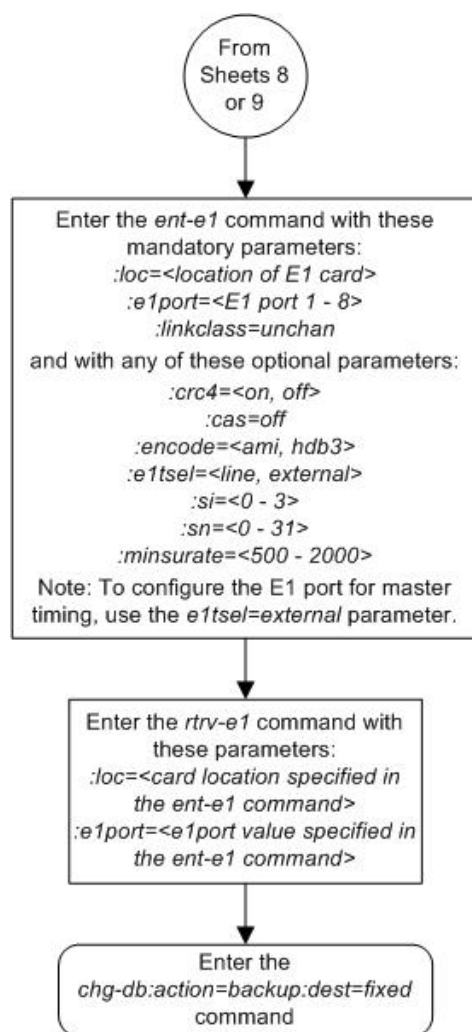 From
Sheets 8
or 9
Enter the ent-e1 command with these
mandatory parameters:
:loc=<location of E1 card>
:e1port=<E1 port 1 - 8>
:linkclass=unchan
and with any of these optional parameters:
:crc4=<on, off>
:cas=off
:encode=<ami, hdb3>
:e1tsel=<line, external>
:si=<0 - 3>
:sn=<0 - 31>
:minsurate=<500 - 2000>
Note: To configure the E1 port for master
timing, use the e1tsel=external parameter.
Enter the rtrv-e1 command with
these parameters:
:loc=<card location specified in
the ent-e1 command>
:e1port=<e1port value specified in
the ent-e1 command>
Enter the
chg-db:action=backup:dest=fixed
command